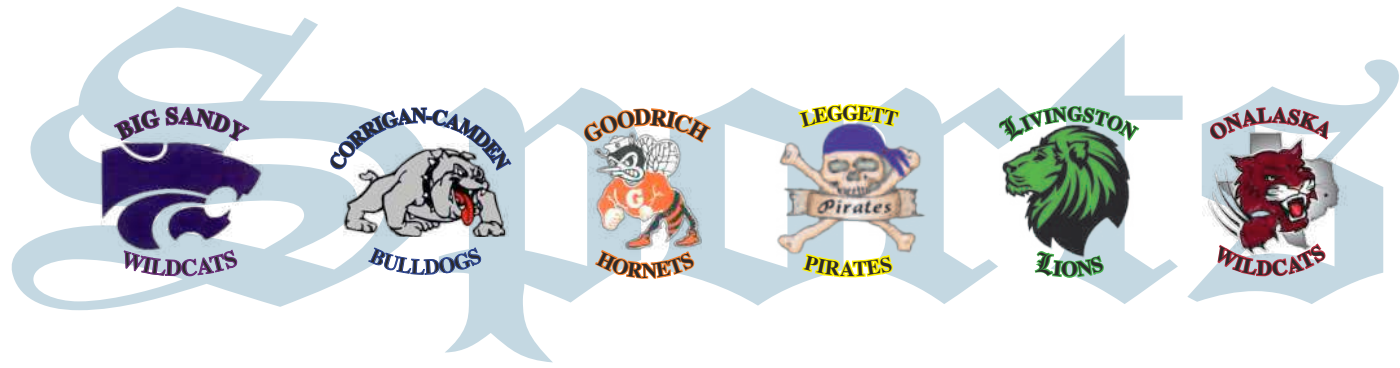 Sports
BIG SANDY
WILDCATS
CORRIGAN-CAMDEN
BULLDOGS
GOODRICH
G
HORNETS
LEGGETT
Pirates
PIRATES
LIVINGSTON
LIONS
ONALASKA
WILDCATS